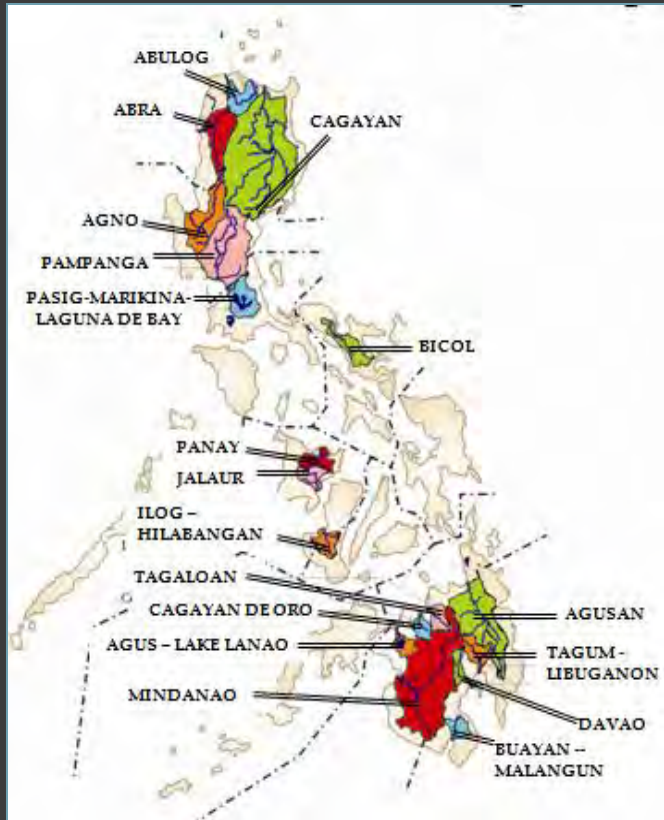 ABULOG
ABRA
CAGAYAN
AGNO
PAMPANGA
PASIG-MARIKINA-
LAGUNA DE BAY
BICOL
PANAY
JALAUR
ILOG –
HILABANGAN
TAGALOAN
CAGAYAN DE ORO
AGUS – LAKE LANAO
MINDANAO
AGUSAN
TAGUM -
LIBUGANON
DAVAO
BUAYAN –
MALANGUN